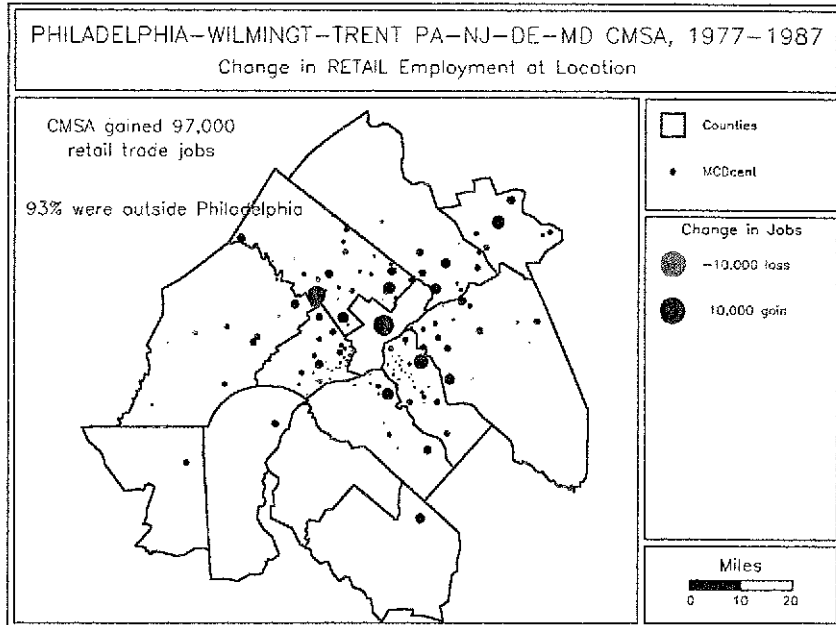 PHILADELPHIA-WILMINGT-TRENT PA-NJ-DE-MD CMSA, 1977-1987
Change in RETAIL Employment at Location
CMSA gained 97,000
retail trade jobs
93% were outside Philadelphia
Counties
MCDcent
Change in Jobs
-10,000 loss
10,000 gain
Miles
0 10 20